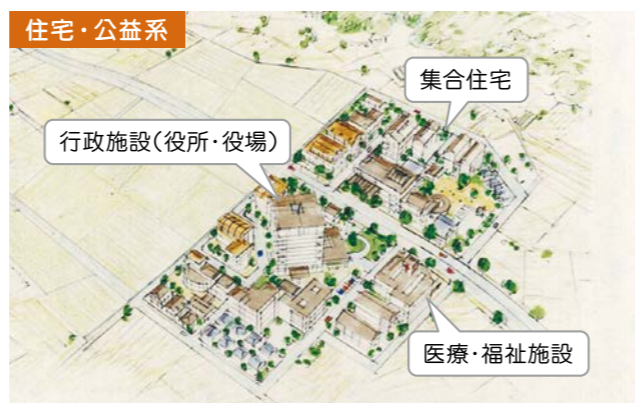 住宅・公益系
集合住宅
行政施設（役所・役場）
医療・福祉施設